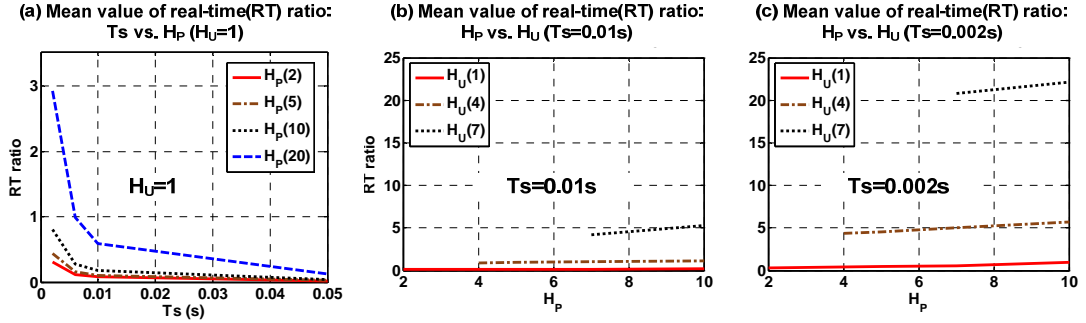 (a) Mean value of real-time(RT) ratio:
Ts vs. HP (HU=1)
RT ratio
3
2
1
0
HP(2)
HP(5)
HP(10)
HP(20)
HU=1
0 0.01 0.02 0.03 0.04 0.05
Ts (s)
(b) Mean value of real-time(RT) ratio:
HP vs. HU (Ts=0.01s)
RT ratio
25
20
15
10
5
0
HU(1)
HU(4)
HU(7)
Ts=0.01s
2 4 6 8 10
HP
(c) Mean value of real-time(RT) ratio:
HP vs. HU (Ts=0.002s)
RT ratio
25
20
15
10
5
0
HU(1)
HU(4)
HU(7)
Ts=0.002s
2 4 6 8 10
HP